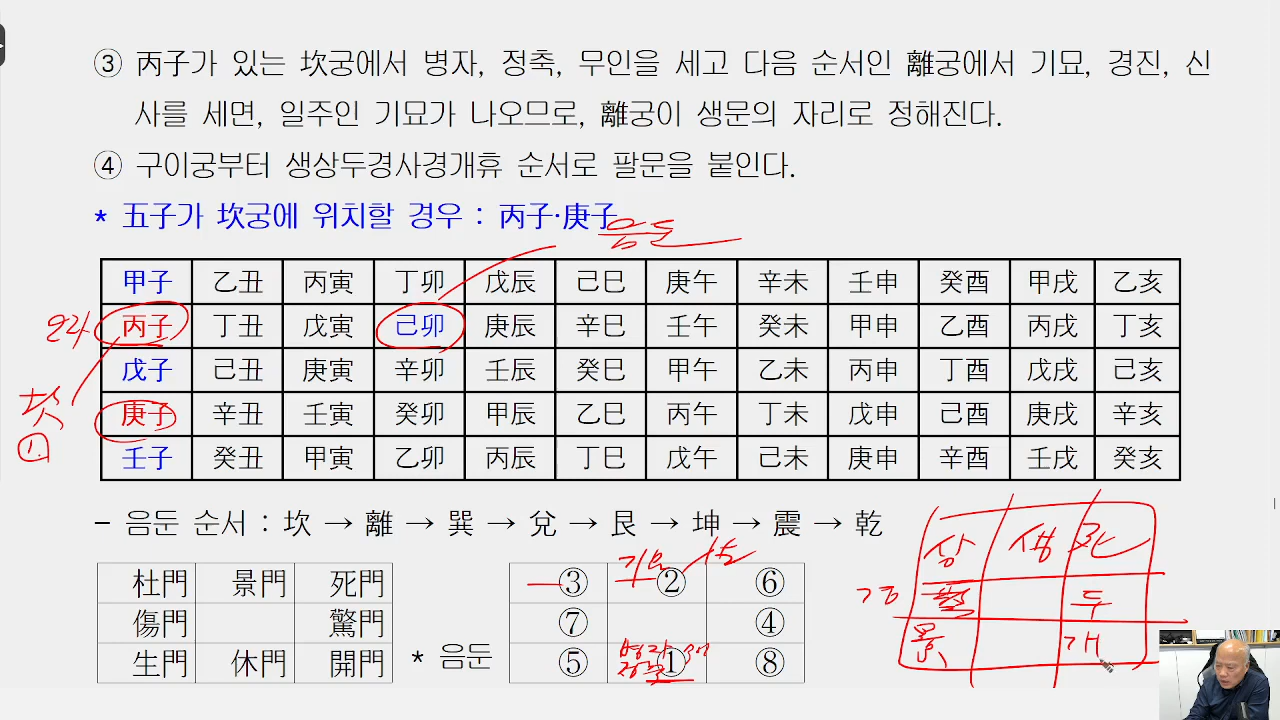 ③ 丙子가 있는 坎궁에서 병자, 정축, 무인을 세고 다음 순서인 離궁에서 기묘, 경진, 신
사를 세면, 일주인 기묘가 나오므로, 離궁이 생문의 자리로 정해진다.
④ 구이궁부터 생상두경사경개휴 순서로 팔문을 붙인다.
* 五子가 坎궁에 위치할 경우 : 丙子·庚子
음둔
甲子 乙丑 丙寅 丁卯 戊辰 己巳 庚午 辛未 壬申 癸酉 甲戌 乙亥
丙子 丁丑 戊寅 己卯 庚辰 辛巳 壬午 癸未 甲申 乙酉 丙戌 丁亥
戊子 己丑 庚寅 辛卯 壬辰 癸巳 甲午 乙未 丙申 丁酉 戊戌 己亥
庚子 辛丑 壬寅 癸卯 甲辰 乙巳 丙午 丁未 戊申 己酉 庚戌 辛亥
壬子 癸丑 甲寅 乙卯 丙辰 丁巳 戊午 己未 庚申 辛酉 壬戌 癸亥
坎
①
- 음둔 순서 : 坎 → 離 → 巽 → 兌 → 艮 → 坤 → 震 → 乾
杜門 景門 死門
傷門 驚門
生門 休門 開門
* 음둔
기묘
③ ② ⑥
⑦ ④
⑤ 병자 정축 ① ⑧
상 생 死
경 두
景 개